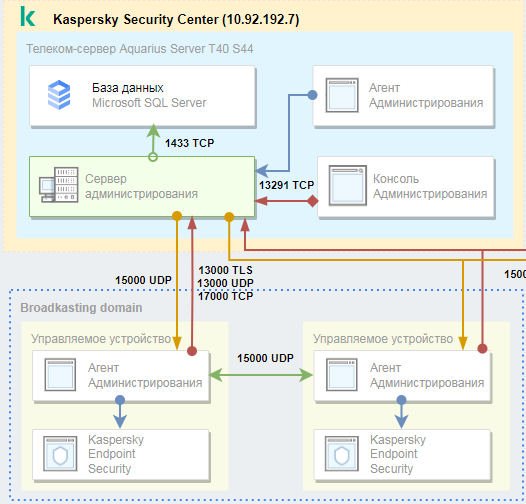 Kaspersky Security Center (10.92.192.7)
Телеком-сервер Aquarius Server T40 S44
База данных
Microsoft SQL Server
Агент
Администрирования
1433 TCP
Сервер
администрирования
13291 TCP
Консоль
Администрирования
15000 UDP
13000 TLS
13000 UDP
17000 TCP
1500
Broadkasting domain
Управляемое устройство
Агент
Администрирования
15000 UDP
Управляемое устройство
Агент
Администрирования
Kaspersky
Endpoint
Security
Kaspersky
Endpoint
Security